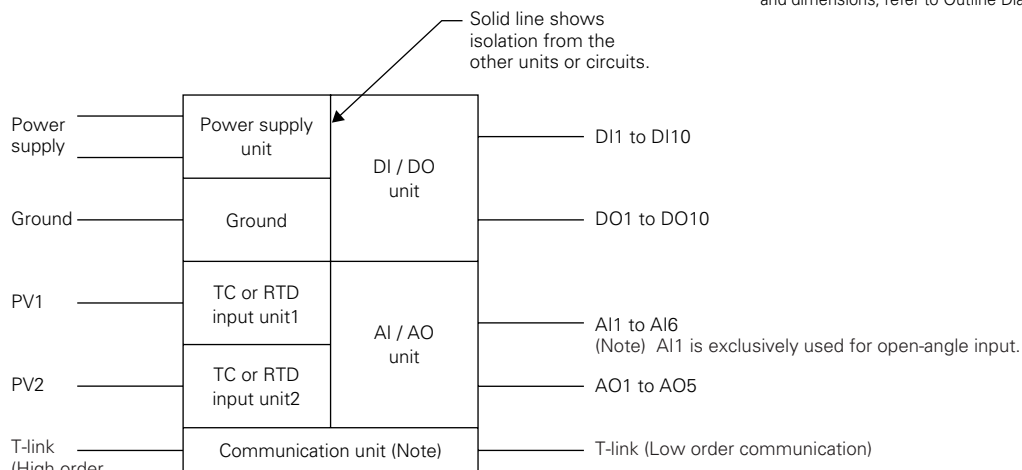 and dimensions, refer to Outline Dia
Solid line shows
isolation from the
other units or circuits.
Power
supply
Power supply
unit
DI / DO
unit
DI1 to DI10
Ground
Ground
DO1 to DO10
PV1
TC or RTD
input unit1
AI / AO
unit
AI1 to AI6
(Note) AI1 is exclusively used for open-angle input.
PV2
TC or RTD
input unit2
AO1 to AO5
T-link
(High order
Communication unit (Note)
T-link (Low order communication)